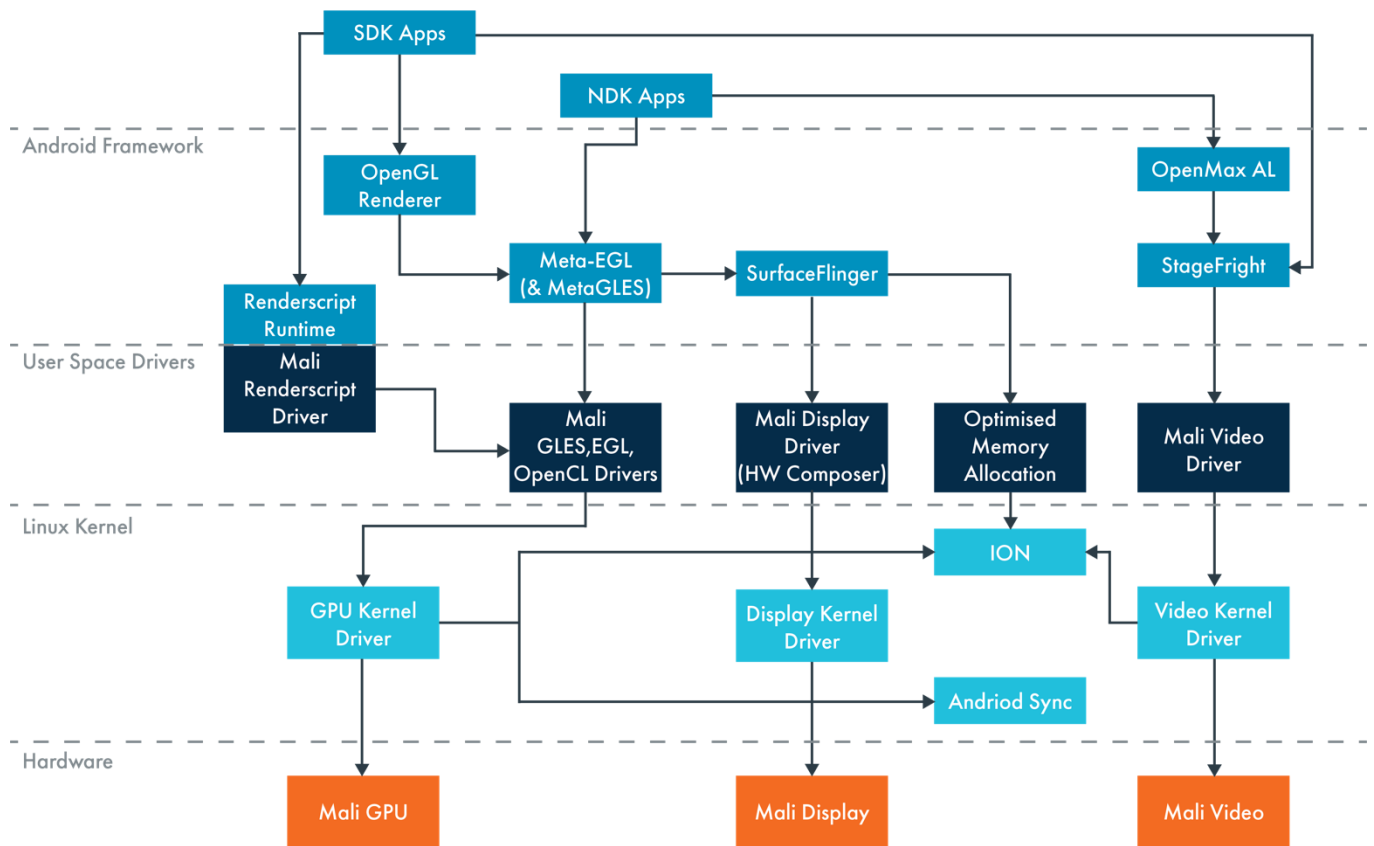 SDK Apps
NDK Apps
Android Framework
OpenGL
Renderer
OpenMax AL
Meta-EGL
(& MetaGLES)
SurfaceFlinger
StageFright
Renderscript
Runtime
User Space Drivers
Mali
Renderscript
Driver
Mali
GLES,EGL,
OpenCL Drivers
Mali Display
Driver
(HW Composer)
Optimised
Memory
Allocation
Mali Video
Driver
Linux Kernel
ION
GPU Kernel
Driver
Display Kernel
Driver
Video Kernel
Driver
Andriod Sync
Hardware
Mali GPU
Mali Display
Mali Video